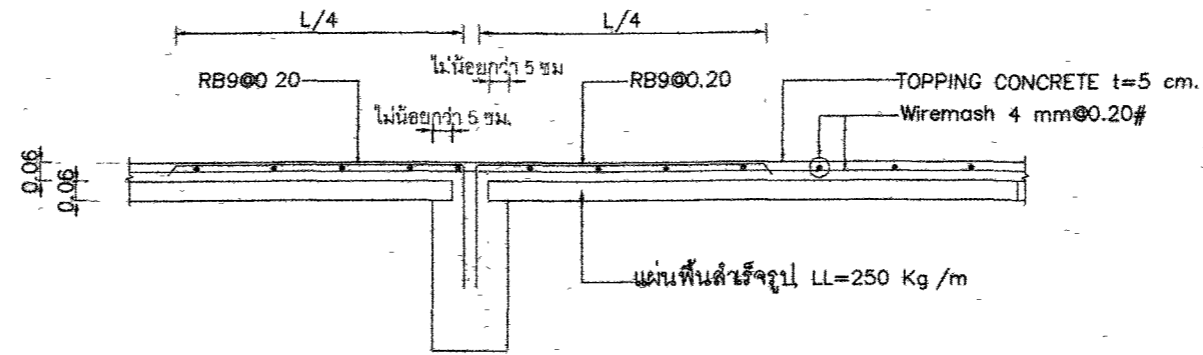 L/4
L/4
ไม่น้อยกว่า 5 ซม
RB9@0 20
RB9@0.20
TOPPING CONCRETE t=5 cm.
ไม่น้อยกว่า 5 ซม.
Wiremash 4 mm@0.20#
0.06
0.06
แผ่นพื้นสำเร็จรูป LL=250 Kg /m